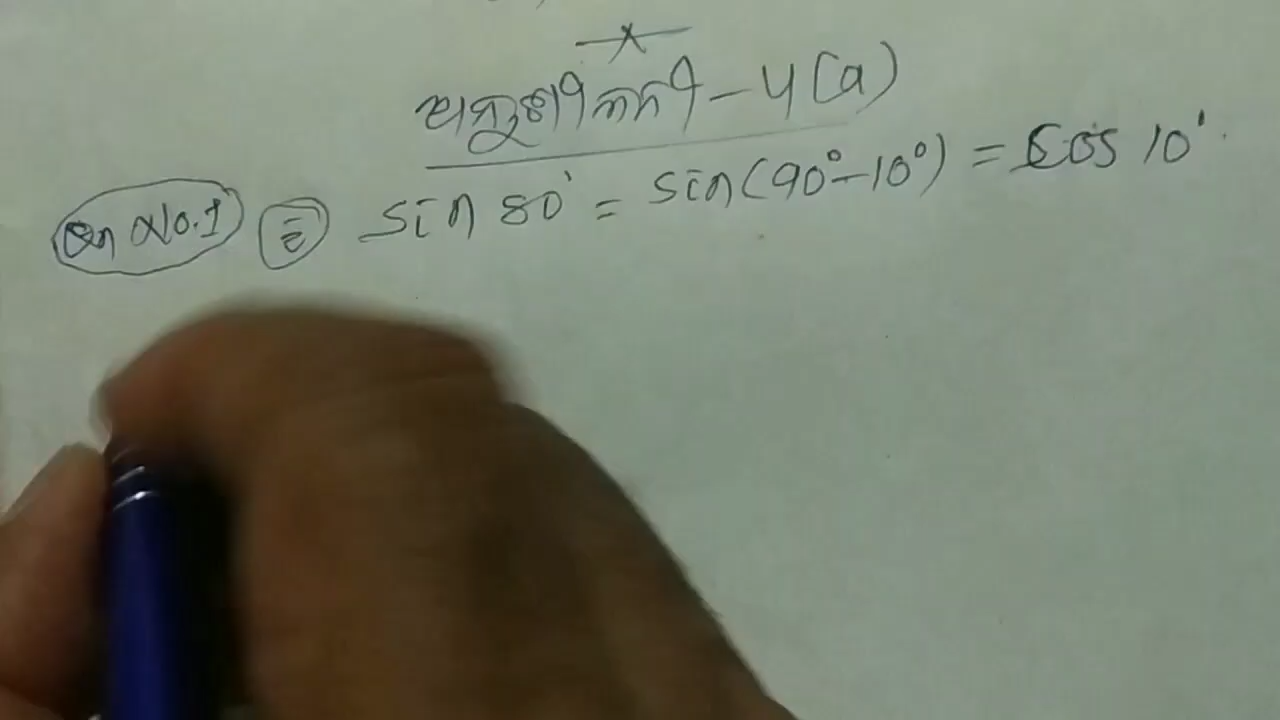 ଅନୁଶୀଳନୀ - 4(a)
Qn No.1 i sin 80° = sin(90°-10°) = Cos 10°